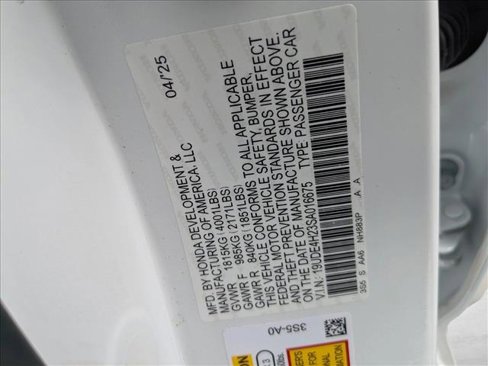 MFD. BY HONDA DEVELOPMENT & 04/'25
MANUFACTURING OF AMERICA, LLC
GVWR 1815KG(4001LBS)
GAWR F 985KG(2171LBS)
GAWR R 840KG(1851LBS)
THIS VEHICLE CONFORMS TO ALL APPLICABLE
FEDERAL MOTOR VEHICLE SAFETY, BUMPER,
AND THEFT PREVENTION STANDARDS IN EFFECT
ON THE DATE OF MANUFACTURE SHOWN ABOVE.
V.I.N.: 19UDE4H23SA016675 TYPE: PASSENGER CAR
3S5 S AA6 NH883P A A
3S5-A0